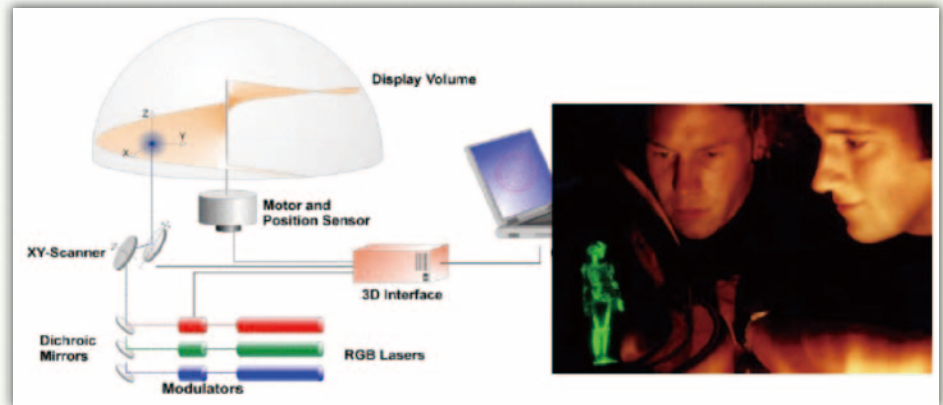 Display Volume
Z
Y
X
Motor and
Position Sensor
XY-Scanner
3D Interface
Dichroic
Mirrors
RGB Lasers
Modulators